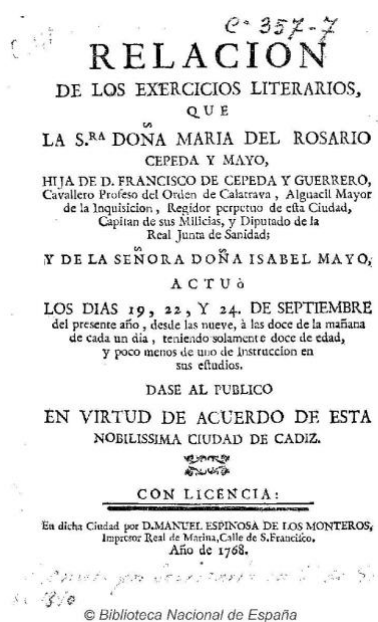 Cª 357-7
RELACION
DE LOS EXERCICIOS LITERARIOS,
QUE
LA S.RA DOÑA MARIA DEL ROSARIO
CEPEDA Y MAYO,
HIJA DE D. FRANCISCO DE CEPEDA Y GUERRERO,
Cavallero Profeso del Orden de Calatrava, Alguacil Mayor
de la Inquisicion, Regidor perpetuo de esta Ciudad,
Capitan de sus Milicias, y Diputado de la
Real Junta de Sanidad;
Y DE LA SEÑORA DOÑA ISABEL MAYO,
ACTUò
LOS DIAS 19, 22, Y 24. DE SEPTIEMBRE
del presente año, desde las nueve, à las doce de la mañana
de cada un dia, teniendo solamente doce de edad,
y poco menos de uno de Instruccion en
sus estudios.
DASE AL PUBLICO
EN VIRTUD DE ACUERDO DE ESTA
NOBILISSIMA CIUDAD DE CADIZ.
CON LICENCIA:
En dicha Ciudad por D. MANUEL ESPINOSA DE LOS MONTEROS,
Impresor Real de Marina, Calle de S. Francisco.
Año de 1768.
© Biblioteca Nacional de España